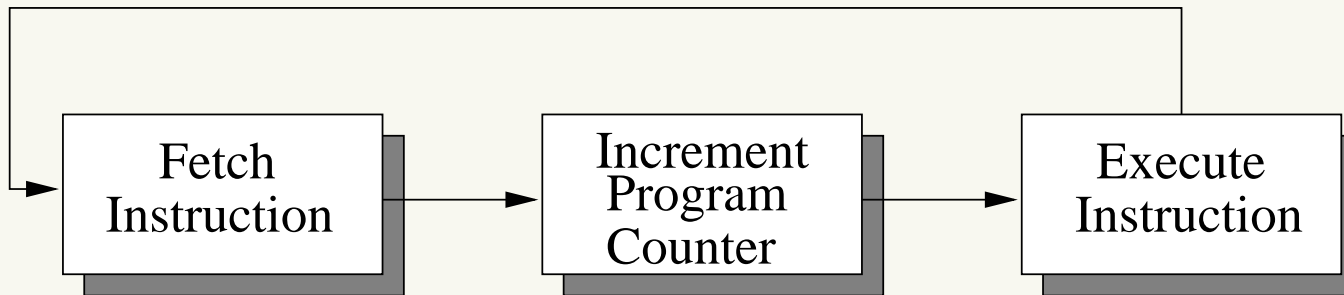 Fetch
Instruction
Increment
Program
Counter
Execute
Instruction